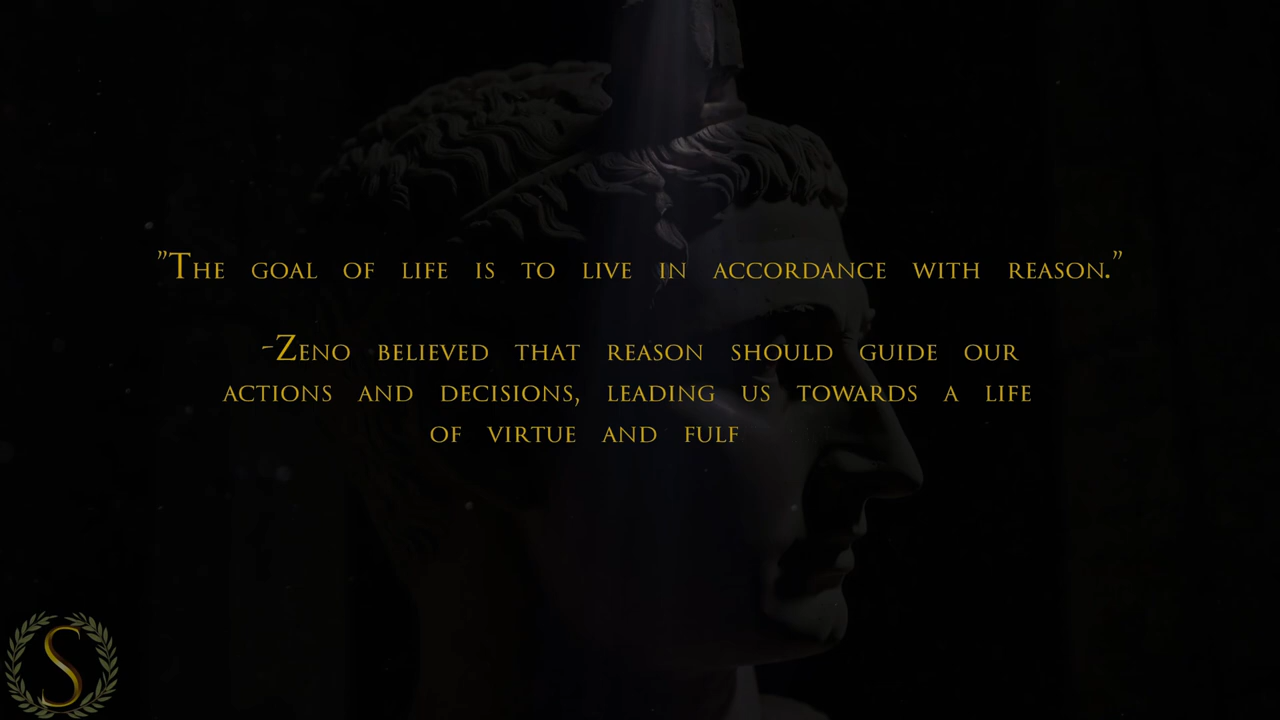 "The goal of life is to live in accordance with reason."
-Zeno believed that reason should guide our
actions and decisions, leading us towards a life
of virtue and fulf
S